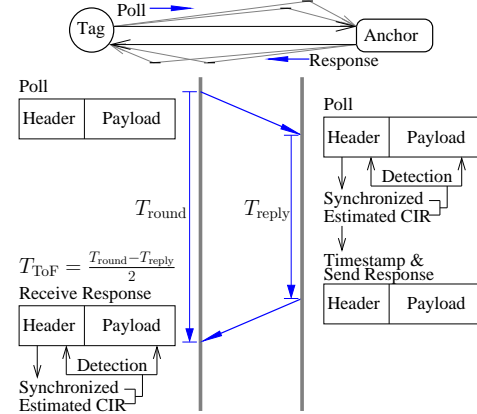 Poll
Tag
Anchor
Response
Poll
Header Payload
Poll
Header Payload
Detection
Synchronized
Estimated CIR
T_round
T_reply
Timestamp &
Send Response
Header Payload
T_ToF = (T_round − T_reply) / 2
Receive Response
Header Payload
Detection
Synchronized
Estimated CIR